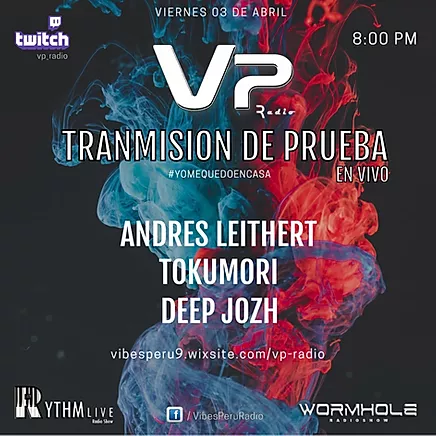 VIERNES 03 DE ABRIL
twitch
vp_radio
8:00 PM
VP
Radio
TRANMISION DE PRUEBA
#YOMEQUEDOENCASA
EN VIVO
ANDRES LEITHERT
TOKUMORI
DEEP JOZH
vibesperu9.wixsite.com/vp-radio
RYTHM LIVE
Radio Show
f /VibesPeruRadio
WORMHOLE
RADIOSHOW